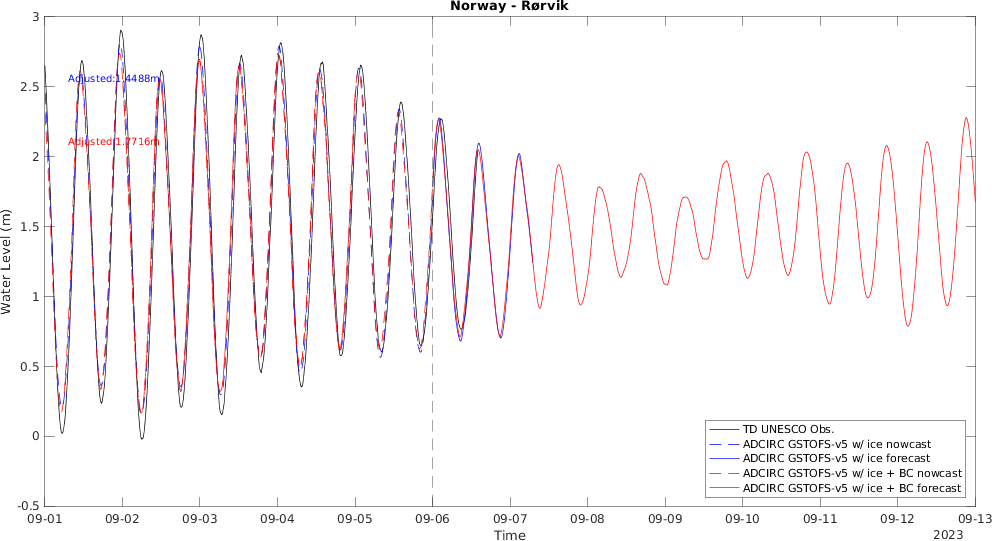 Norway - Rørvik
3
2.5
2
1.5
1
0.5
0
-0.5
Water Level (m)
Adjusted:1.4488m
Adjusted:1.7716m
TD UNESCO Obs.
ADCIRC GSTOFS-v5 w/ ice nowcast
ADCIRC GSTOFS-v5 w/ ice forecast
ADCIRC GSTOFS-v5 w/ ice + BC nowcast
ADCIRC GSTOFS-v5 w/ ice + BC forecast
09-01 09-02 09-03 09-04 09-05 09-06 09-07 09-08 09-09 09-10 09-11 09-12 09-13
Time
2023